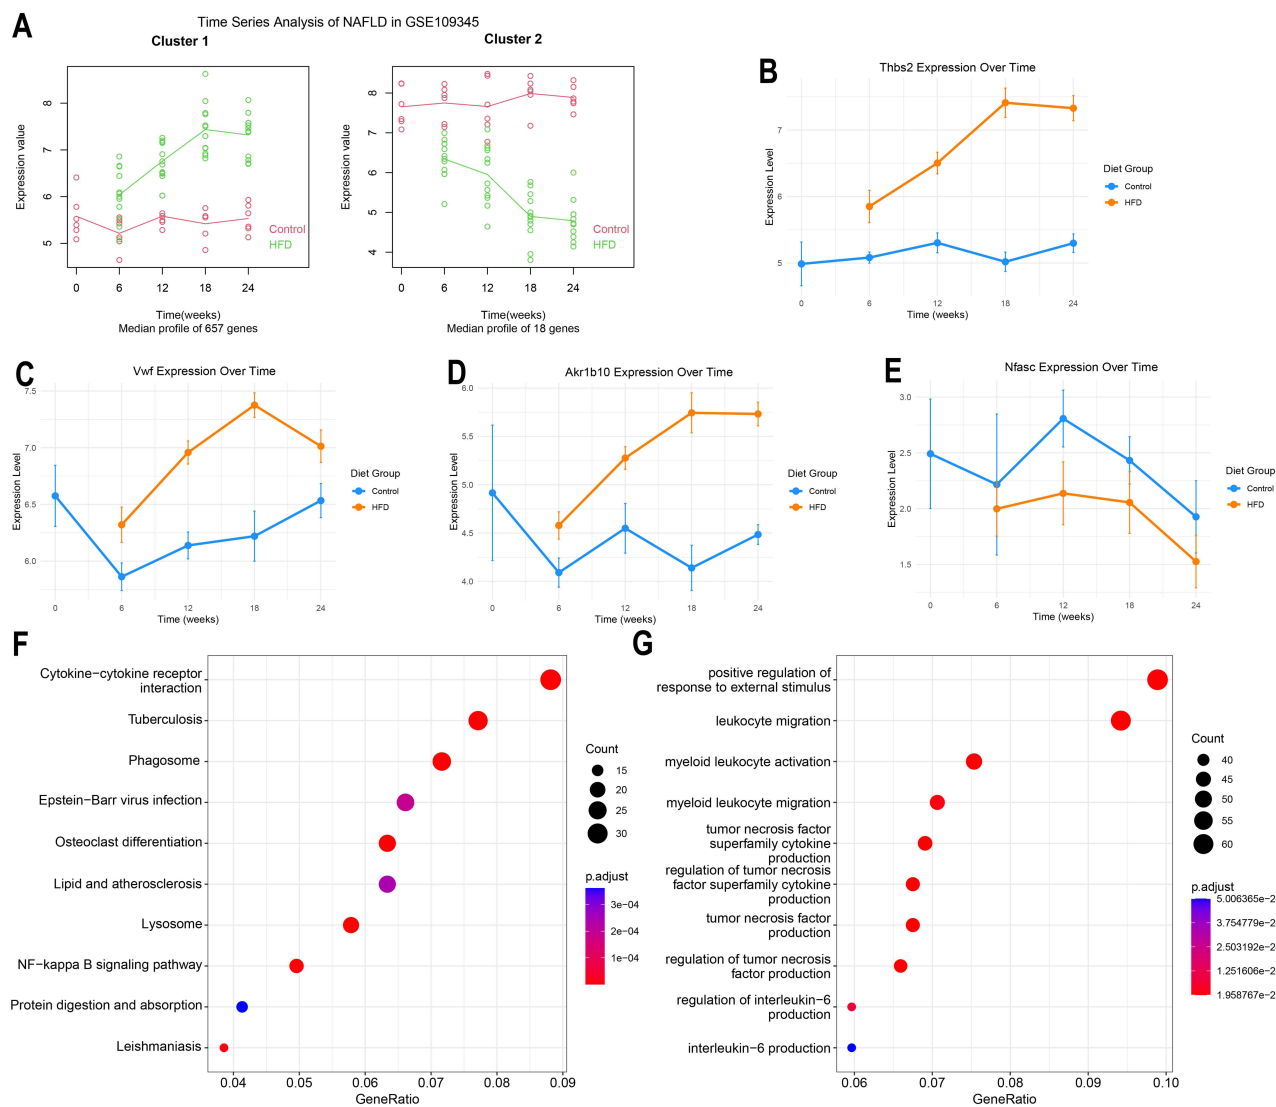 A
Time Series Analysis of NAFLD in GSE109345
Cluster 1
Cluster 2
Expression value
8
7
6
5
Control
HFD
0 6 12 18 24
Time(weeks)
Median profile of 657 genes
Expression value
8
7
6
5
4
Control
HFD
0 6 12 18 24
Time(weeks)
Median profile of 18 genes
B
Thbs2 Expression Over Time
Expression Level
7
6
5
0 6 12 18 24
Time (weeks)
Diet Group
Control
HFD
C
Vwf Expression Over Time
Expression Level
7.5
7.0
6.5
6.0
0 6 12 18 24
Time (weeks)
Diet Group
Control
HFD
D
Akr1b10 Expression Over Time
Expression Level
6.0
5.5
5.0
4.5
4.0
0 6 12 18 24
Time (weeks)
Diet Group
Control
HFD
E
Nfasc Expression Over Time
Expression Level
3.0
2.5
2.0
1.5
0 6 12 18 24
Time (weeks)
Diet Group
Control
HFD
F
Cytokine−cytokine receptor
interaction
Tuberculosis
Phagosome
Epstein−Barr virus infection
Osteoclast differentiation
Lipid and atherosclerosis
Lysosome
NF−kappa B signaling pathway
Protein digestion and absorption
Leishmaniasis
0.04 0.05 0.06 0.07 0.08 0.09
GeneRatio
Count
15
20
25
30
p.adjust
3e−04
2e−04
1e−04
G
positive regulation of
response to external stimulus
leukocyte migration
myeloid leukocyte activation
myeloid leukocyte migration
tumor necrosis factor
superfamily cytokine
production
regulation of tumor necrosis
factor superfamily cytokine
production
tumor necrosis factor
production
regulation of tumor necrosis
factor production
regulation of interleukin−6
production
interleukin−6 production
0.06 0.07 0.08 0.09 0.10
GeneRatio
Count
40
45
50
55
60
p.adjust
5.006365e−2
3.754779e−2
2.503192e−2
1.251606e−2
1.958767e−2